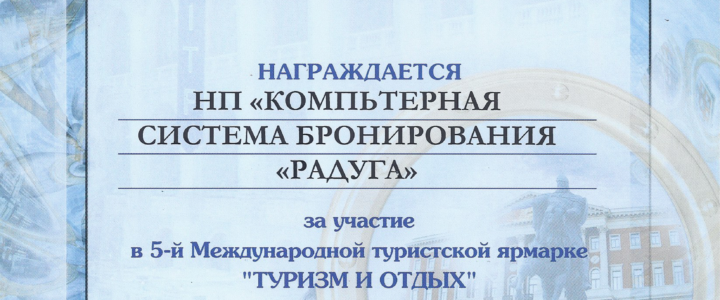 НАГРАЖДАЕТСЯ
НП «КОМПЬТЕРНАЯ
СИСТЕМА БРОНИРОВАНИЯ
«РАДУГА»
за участие
в 5-й Международной туристской ярмарке
"ТУРИЗМ И ОТДЫХ"